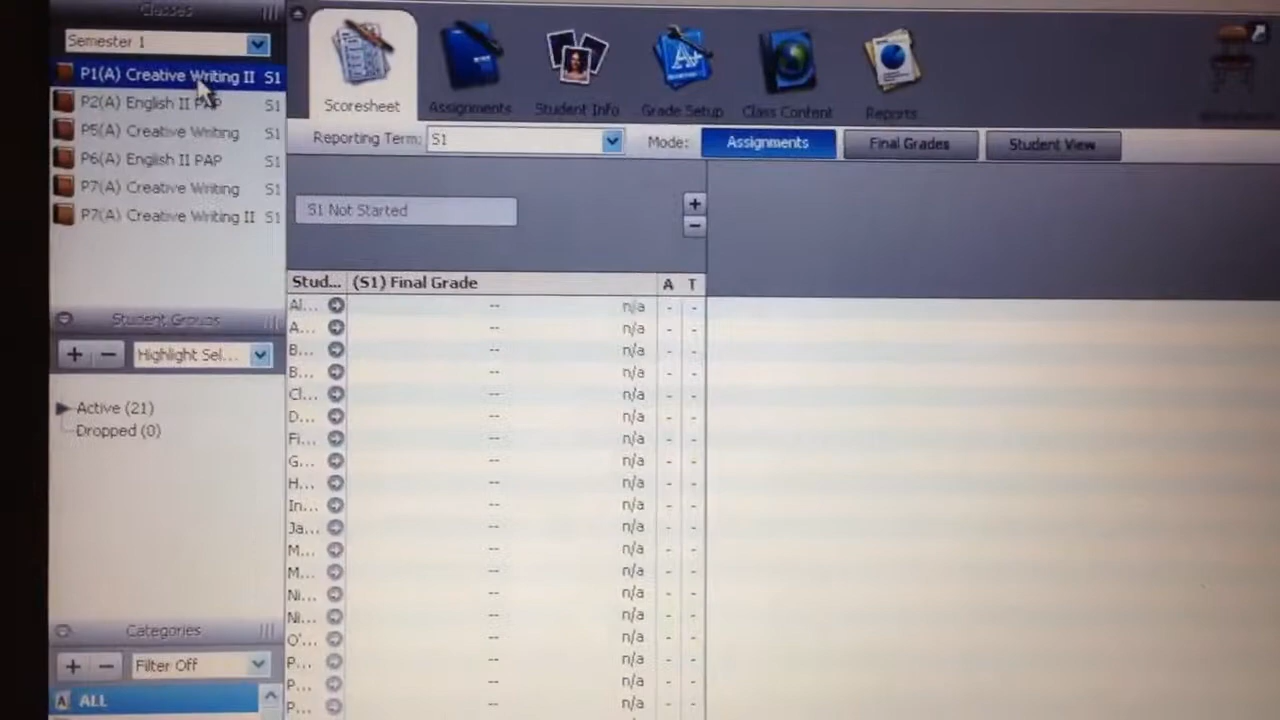 Classes
Semester 1
P1(A) Creative Writing II S1
P2(A) English II PAP S1
P5(A) Creative Writing S1
P6(A) English II PAP S1
P7(A) Creative Writing S1
P7(A) Creative Writing II S1
Student Groups
Highlight Sel...
Active (21)
Dropped (0)
Categories
Filter Off
ALL
Scoresheet
Assignments
Student Info
Grade Setup
Class Content
Reports
Reporting Term: S1
Mode: Assignments Final Grades Student View
S1 Not Started
Stud... (S1) Final Grade A T
Al... -- n/a - -
A... -- n/a - -
B... -- n/a - -
B... -- n/a - -
Cl... -- n/a - -
D... -- n/a - -
Fi... -- n/a - -
G... -- n/a - -
H... -- n/a - -
In... -- n/a - -
Ja... -- n/a - -
M... -- n/a - -
M... -- n/a - -
Ni... -- n/a - -
Ni... -- n/a - -
O'... -- n/a - -
P... -- n/a - -
P... -- n/a - -
P... -- n/a - -